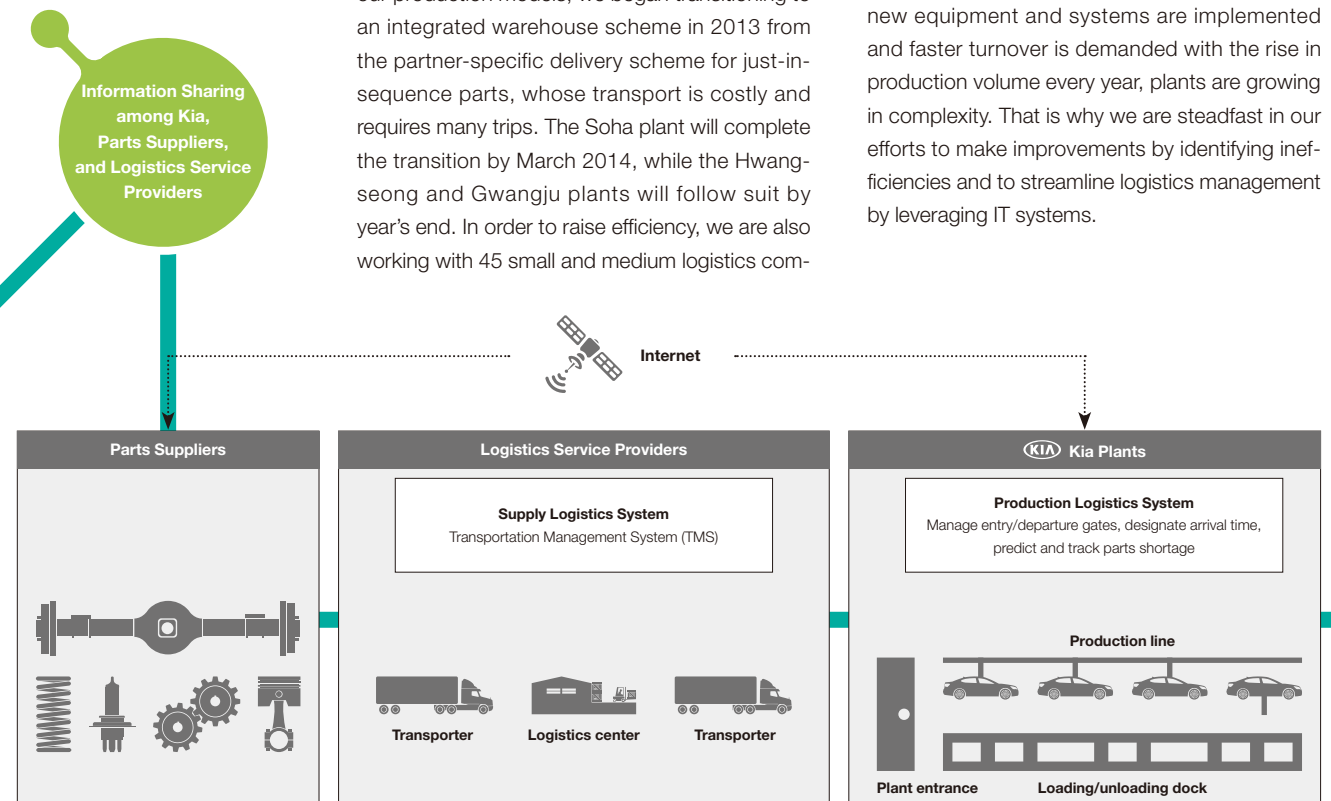 Information Sharing
among Kia,
Parts Suppliers,
and Logistics Service
Providers
our production models, we began transitioning to
an integrated warehouse scheme in 2013 from
the partner-specific delivery scheme for just-in-
sequence parts, whose transport is costly and
requires many trips. The Soha plant will complete
the transition by March 2014, while the Hwang-
seong and Gwangju plants will follow suit by
year’s end. In order to raise efficiency, we are also
working with 45 small and medium logistics com-
new equipment and systems are implemented
and faster turnover is demanded with the rise in
production volume every year, plants are growing
in complexity. That is why we are steadfast in our
efforts to make improvements by identifying inef-
ficiencies and to streamline logistics management
by leveraging IT systems.
Internet
Parts Suppliers
Logistics Service Providers
Supply Logistics System
Transportation Management System (TMS)
Transporter
Logistics center
Transporter
KIA Kia Plants
Production Logistics System
Manage entry/departure gates, designate arrival time,
predict and track parts shortage
Production line
Plant entrance
Loading/unloading dock